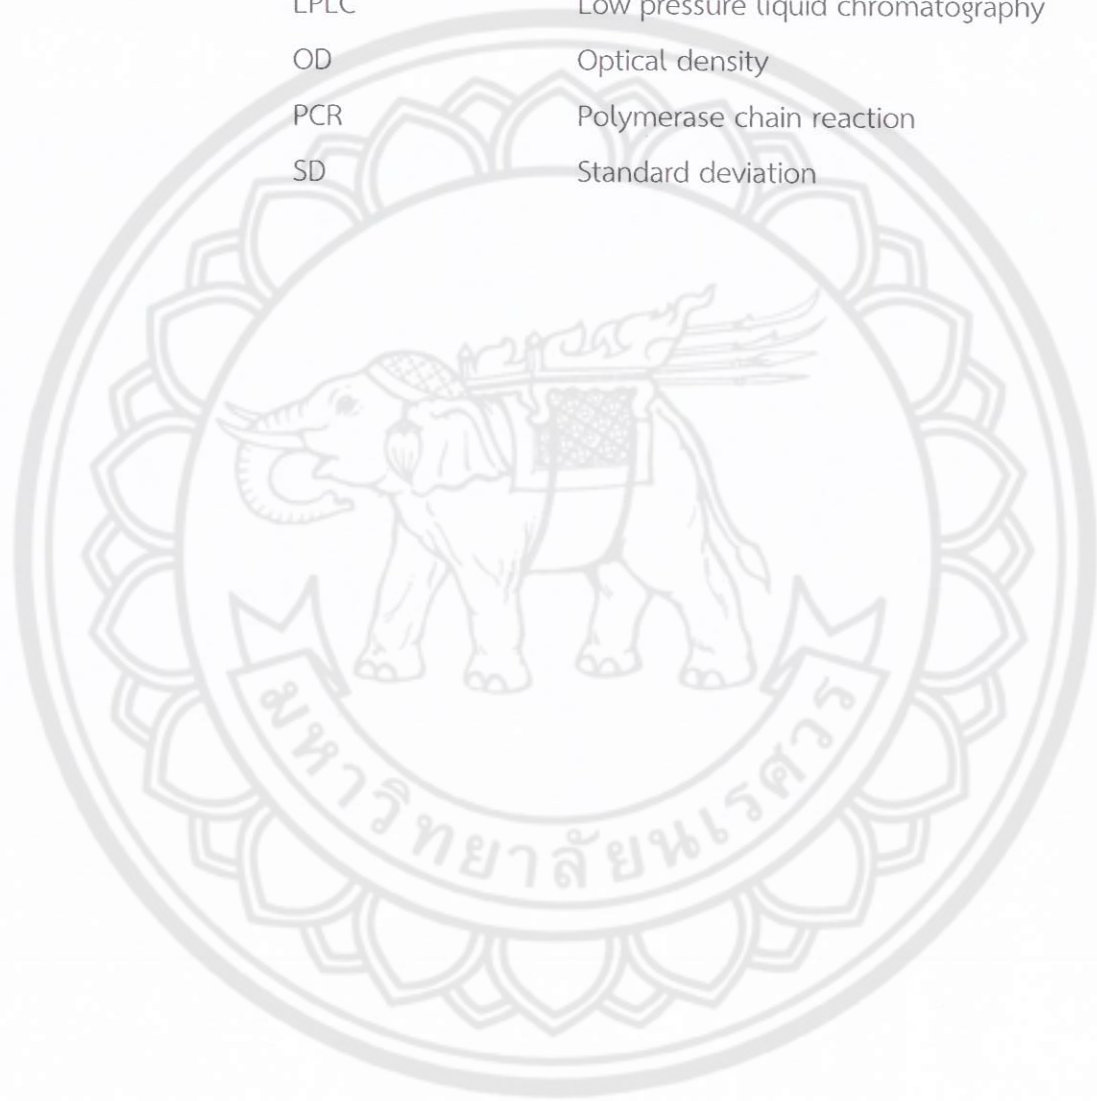 LPLC Low pressure liquid chromatography
OD Optical density
PCR Polymerase chain reaction
SD Standard deviation
มหาวิทยาลัยนเรศวร